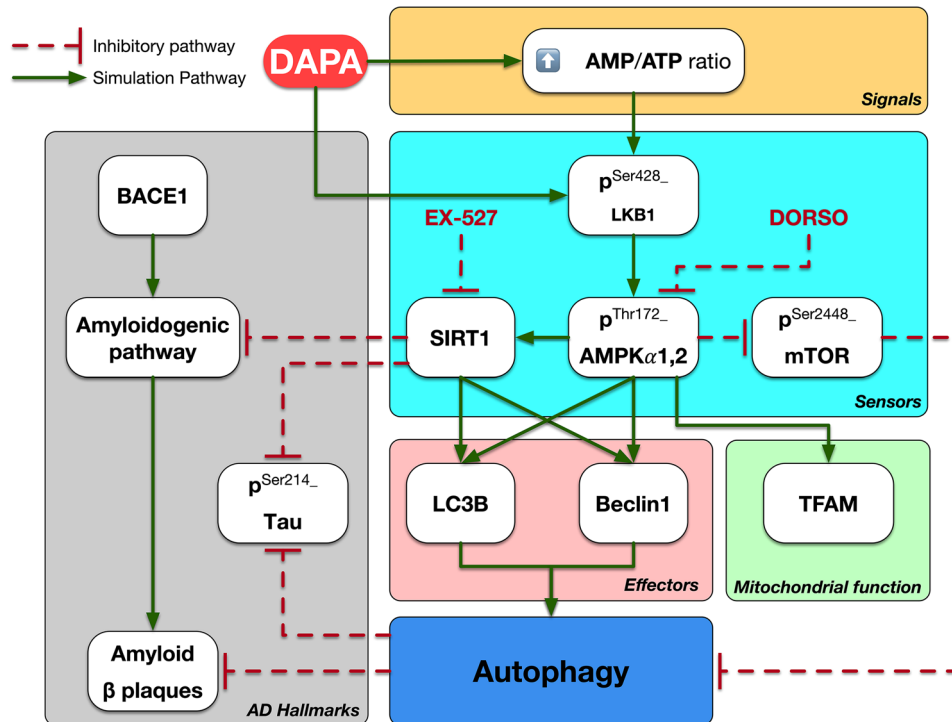 Inhibitory pathway
Simulation Pathway
DAPA
⬆ AMP/ATP ratio
Signals
BACE1
pSer428_
LKB1
EX-527
DORSO
Amyloidogenic
pathway
SIRT1
pThr172_
AMPKα1,2
pSer2448_
mTOR
Sensors
pSer214_
Tau
LC3B
Beclin1
TFAM
Effectors
Mitochondrial function
Amyloid
β plaques
AD Hallmarks
Autophagy